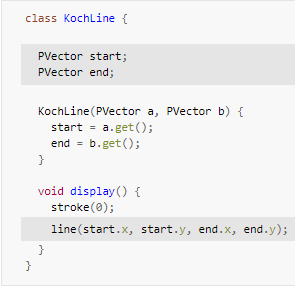 class KochLine {
PVector start;
PVector end;
KochLine(PVector a, PVector b) {
start = a.get();
end = b.get();
}
void display() {
stroke(0);
line(start.x, start.y, end.x, end.y);
}
}